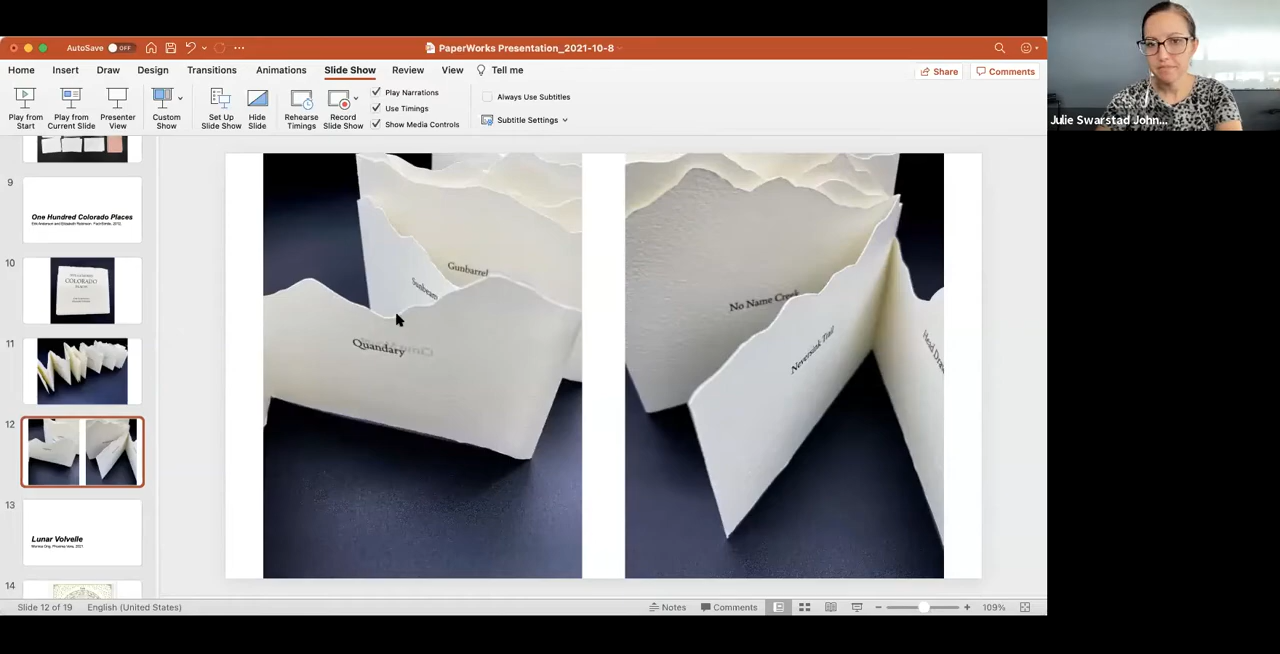 AutoSave OFF
PaperWorks Presentation_2021-10-8
Home Insert Draw Design Transitions Animations Slide Show Review View Tell me
Share Comments
Play from Start
Play from Current Slide
Presenter View
Custom Show
Set Up Slide Show
Hide Slide
Rehearse Timings
Record Slide Show
Play Narrations
Use Timings
Show Media Controls
Always Use Subtitles
Subtitle Settings
9
One Hundred Colorado Places
10
COLORADO
11
12
13
Lunar Volvelle
14
Gunbarrel
Sunbeam
Quandary
No Name Creek
Neversink Trail
Head
Julie Swarstad John...
Slide 12 of 19 English (United States)
Notes Comments 109%